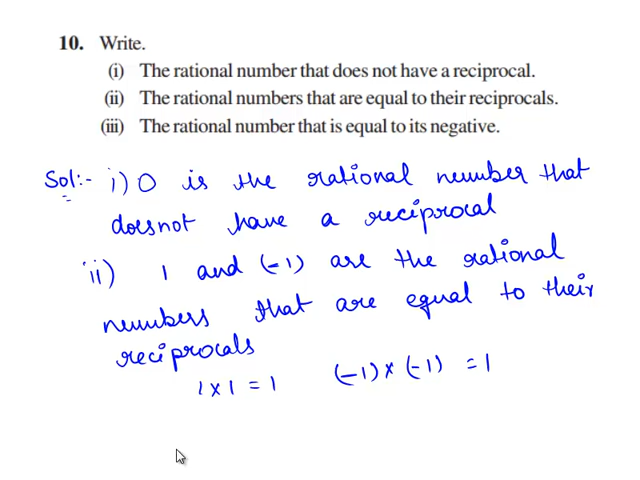 10. Write.
(i) The rational number that does not have a reciprocal.
(ii) The rational numbers that are equal to their reciprocals.
(iii) The rational number that is equal to its negative.
Sol:- i) 0 is the rational number that
doesnot have a reciprocal
ii) 1 and (-1) are the rational
numbers that are equal to their
reciprocals
1 × 1 = 1 (-1) × (-1) = 1